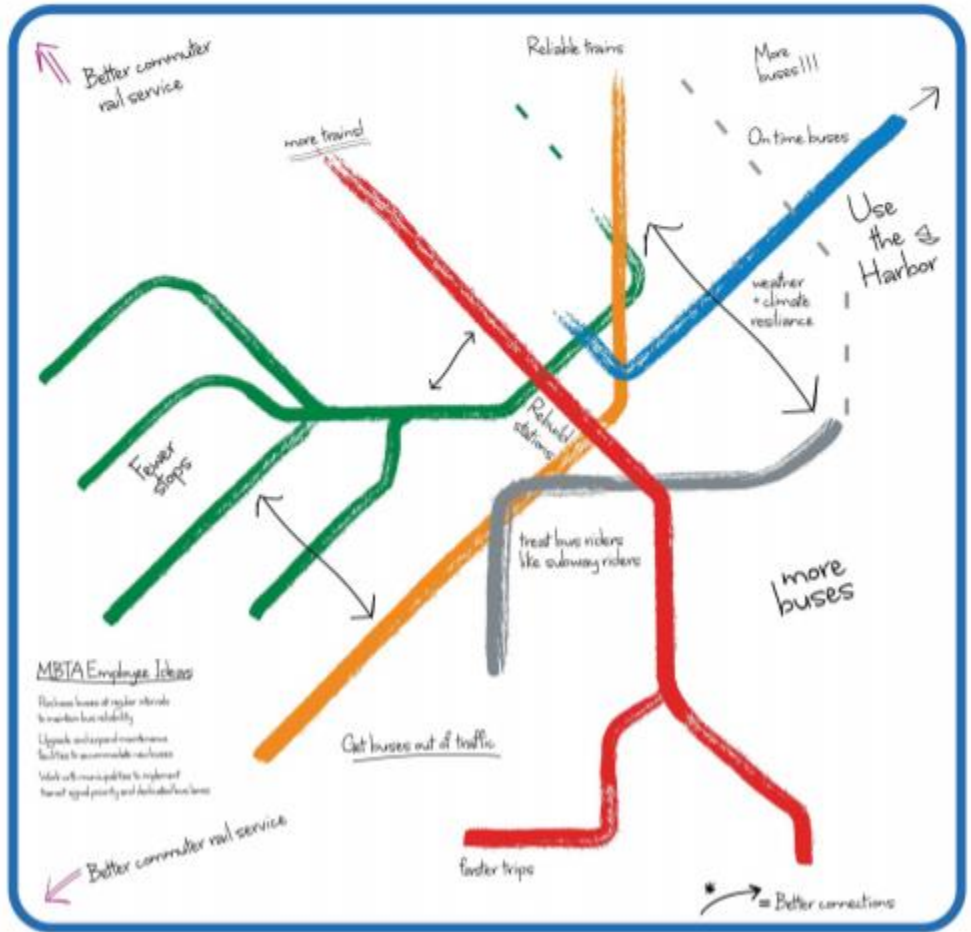 Better commuter
rail service
Reliable trains
More
buses!!!
more trains!
On time buses
Use
the
Harbor
weather
+ climate
resiliance
Rebuild
stations
Fewer
stops
treat bus riders
like subway riders
more
buses
MBTA Employee Ideas
Purchase buses at regular intervals
to maintain bus reliability
Upgrade and expand maintenance
facilities to accommodate new buses
Work with municipalities to implement
transit signal priority and dedicated bus lanes
Get buses out of traffic
Better commuter rail service
faster trips
* = Better connections